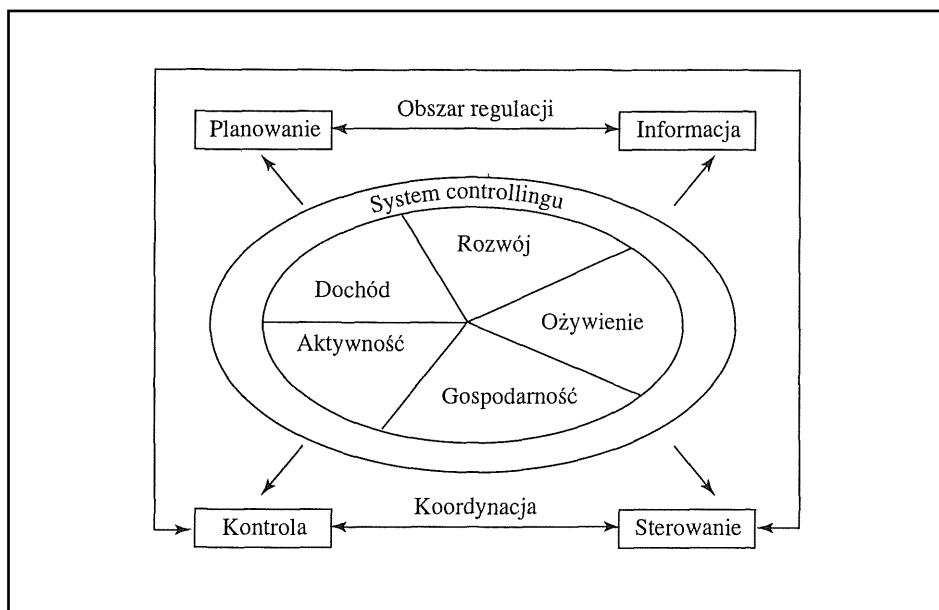 Obszar regulacji
Planowanie
Informacja
System controllingu
Rozwój
Dochód
Ożywienie
Aktywność
Gospodarność
Koordynacja
Kontrola
Sterowanie